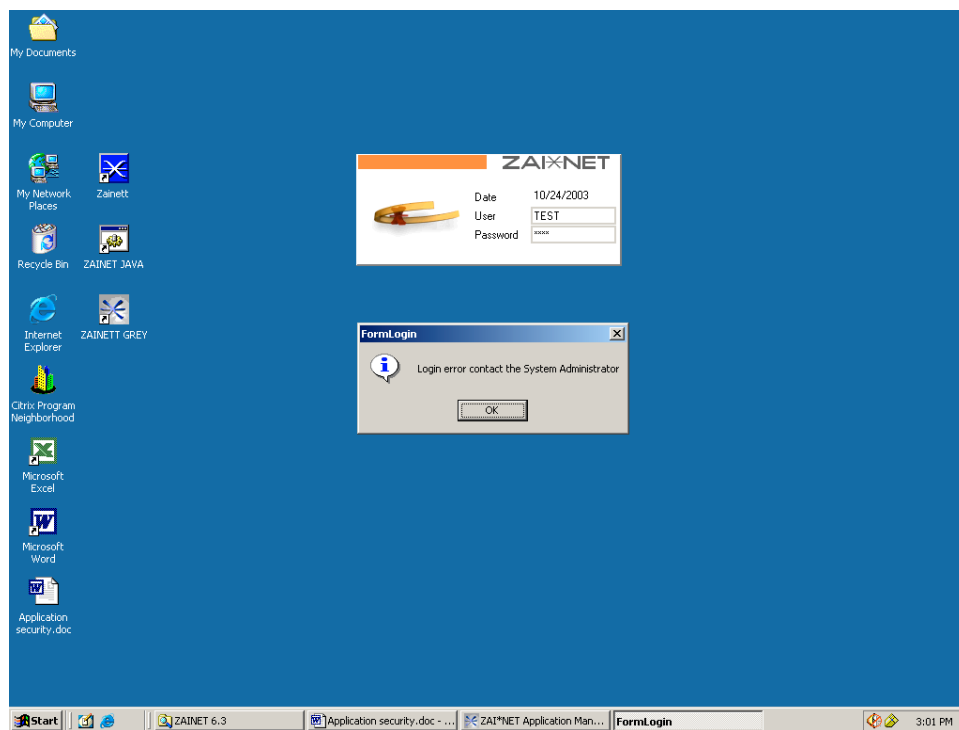 My Documents
My Computer
My Network
Places
Zainett
Recycle Bin
ZAINET JAVA
Internet
Explorer
ZAINETT GREY
Citrix Program
Neighborhood
Microsoft
Excel
Microsoft
Word
Application
security.doc
ZAI*NET
Date 10/24/2003
User TEST
Password ****
FormLogin
Login error contact the System Administrator
OK
Start
ZAINET 6.3
Application security.doc - ...
ZAI*NET Application Man...
FormLogin
3:01 PM